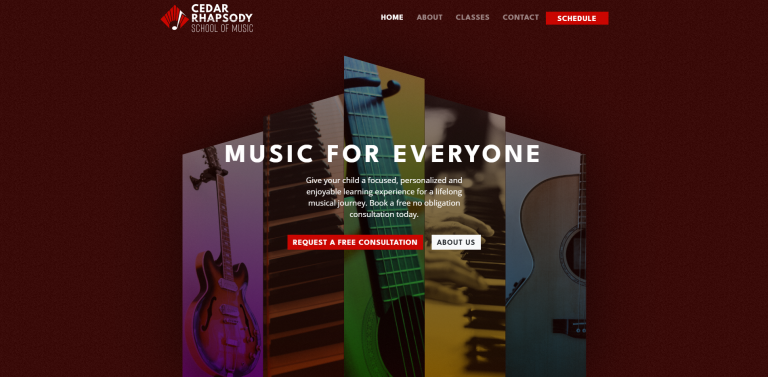 CEDAR
RHAPSODY
SCHOOL OF MUSIC
HOME ABOUT CLASSES CONTACT SCHEDULE
MUSIC FOR EVERYONE
Give your child a focused, personalized and
enjoyable learning experience for a lifelong
musical journey. Book a free no obligation
consultation today.
REQUEST A FREE CONSULTATION ABOUT US